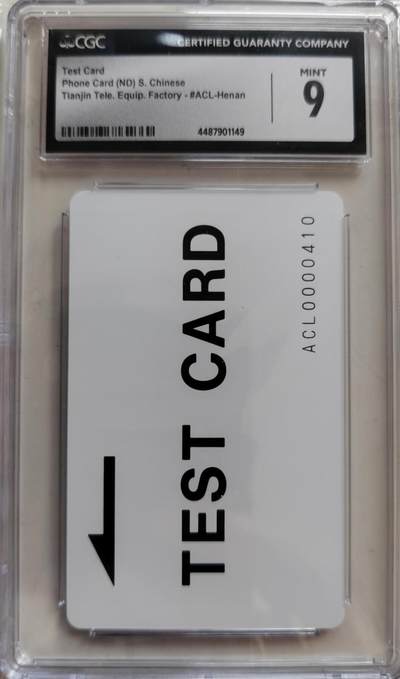 CGC
CERTIFIED GUARANTY COMPANY
Test Card
Phone Card (ND) S. Chinese
Tianjin Tele. Equip. Factory - #ACL-Henan
MINT
9
4487901149
TEST CARD
ACL00000410